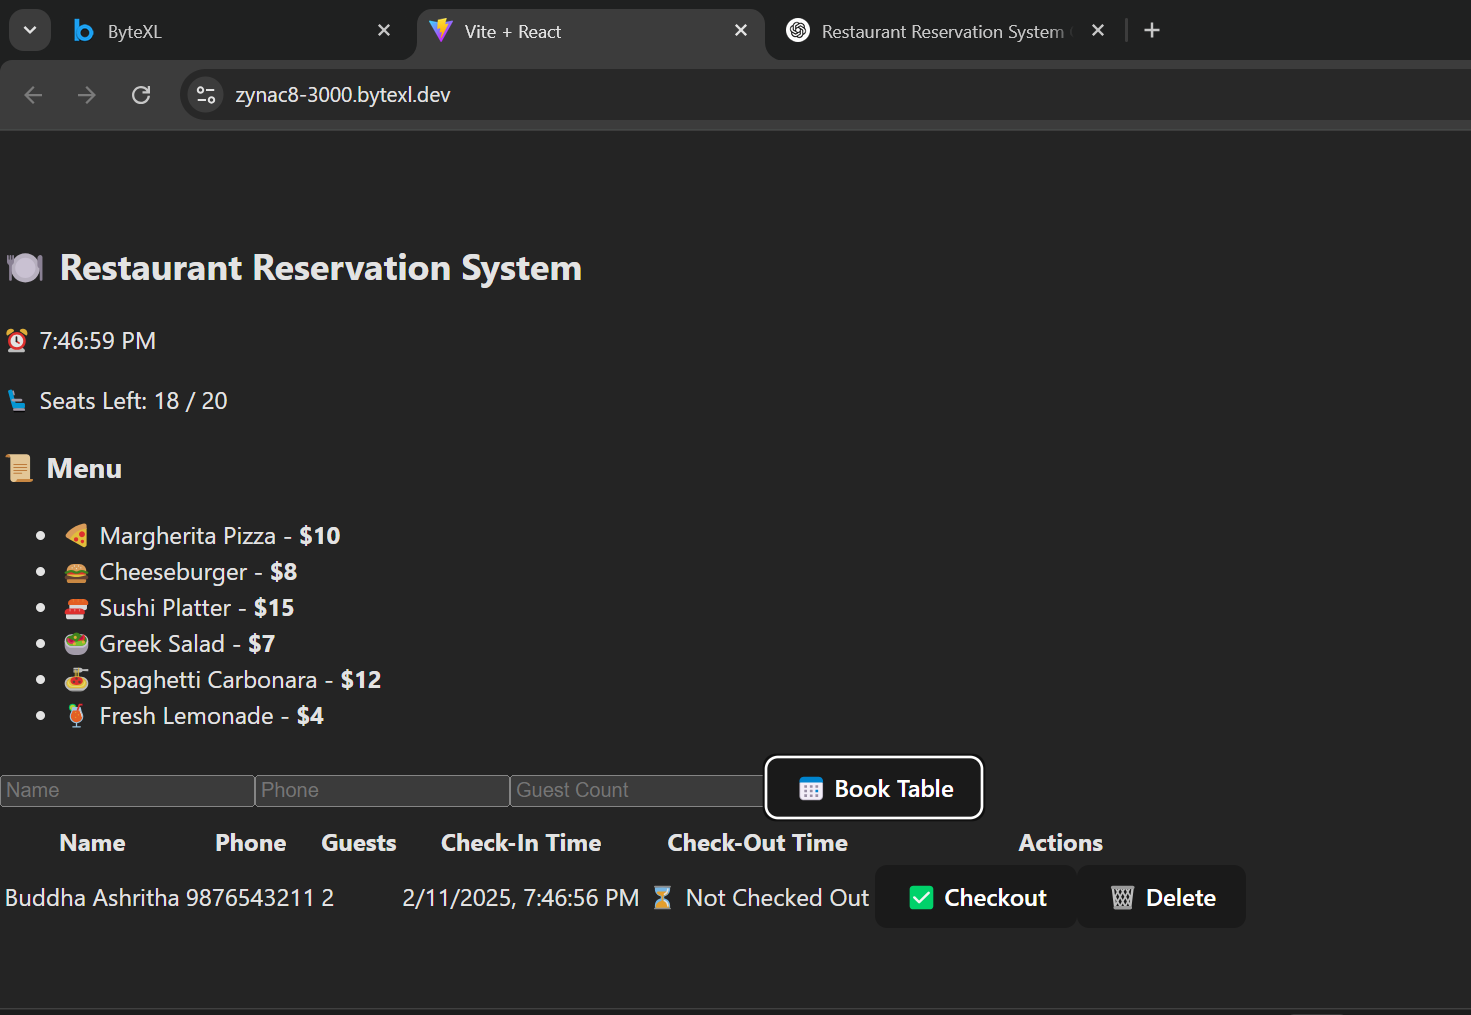 ByteXL
Vite + React
Restaurant Reservation System
zynac8-3000.bytexl.dev
Restaurant Reservation System
7:46:59 PM
Seats Left: 18 / 20
Menu
Margherita Pizza - $10
Cheeseburger - $8
Sushi Platter - $15
Greek Salad - $7
Spaghetti Carbonara - $12
Fresh Lemonade - $4
Name Phone Guest Count Book Table
Name Phone Guests Check-In Time Check-Out Time Actions
Buddha Ashritha 9876543211 2 2/11/2025, 7:46:56 PM Not Checked Out Checkout Delete